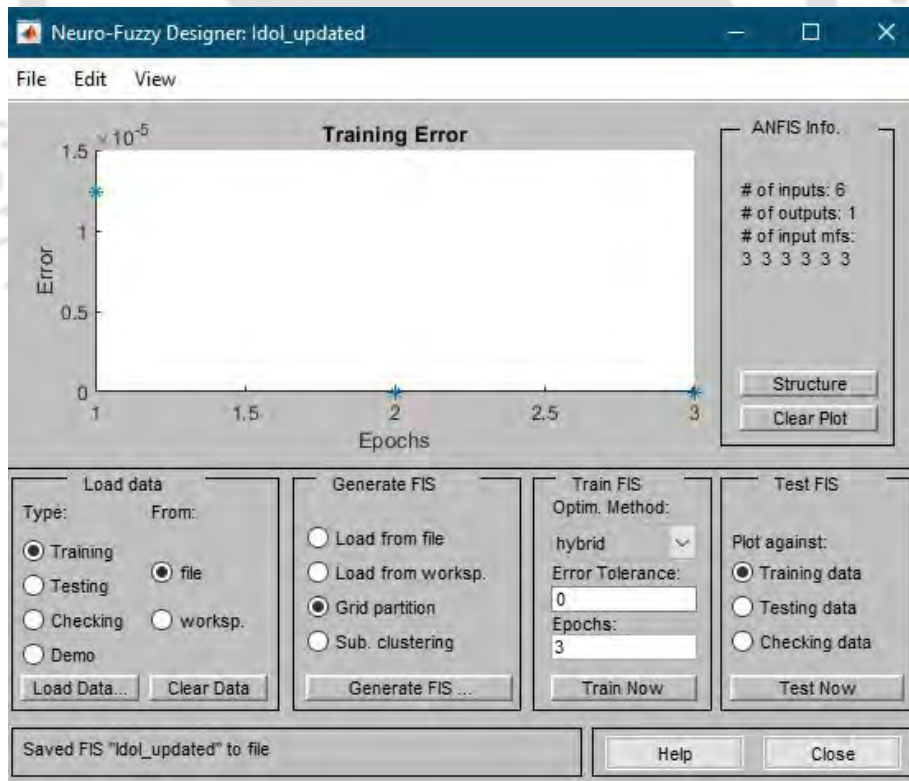 Neuro-Fuzzy Designer: Idol_updated
File Edit View
Training Error
×10-5
1.5
1
0.5
0
Error
1 1.5 2 2.5 3
Epochs
ANFIS Info.
# of inputs: 6
# of outputs: 1
# of input mfs:
3 3 3 3 3 3
Structure
Clear Plot
Load data
Type: From:
Training
Testing
Checking
Demo
file
worksp.
Load Data... Clear Data
Generate FIS
Load from file
Load from worksp.
Grid partition
Sub. clustering
Generate FIS ...
Train FIS
Optim. Method:
hybrid
Error Tolerance:
0
Epochs:
3
Train Now
Test FIS
Plot against:
Training data
Testing data
Checking data
Test Now
Saved FIS "Idol_updated" to file
Help Close